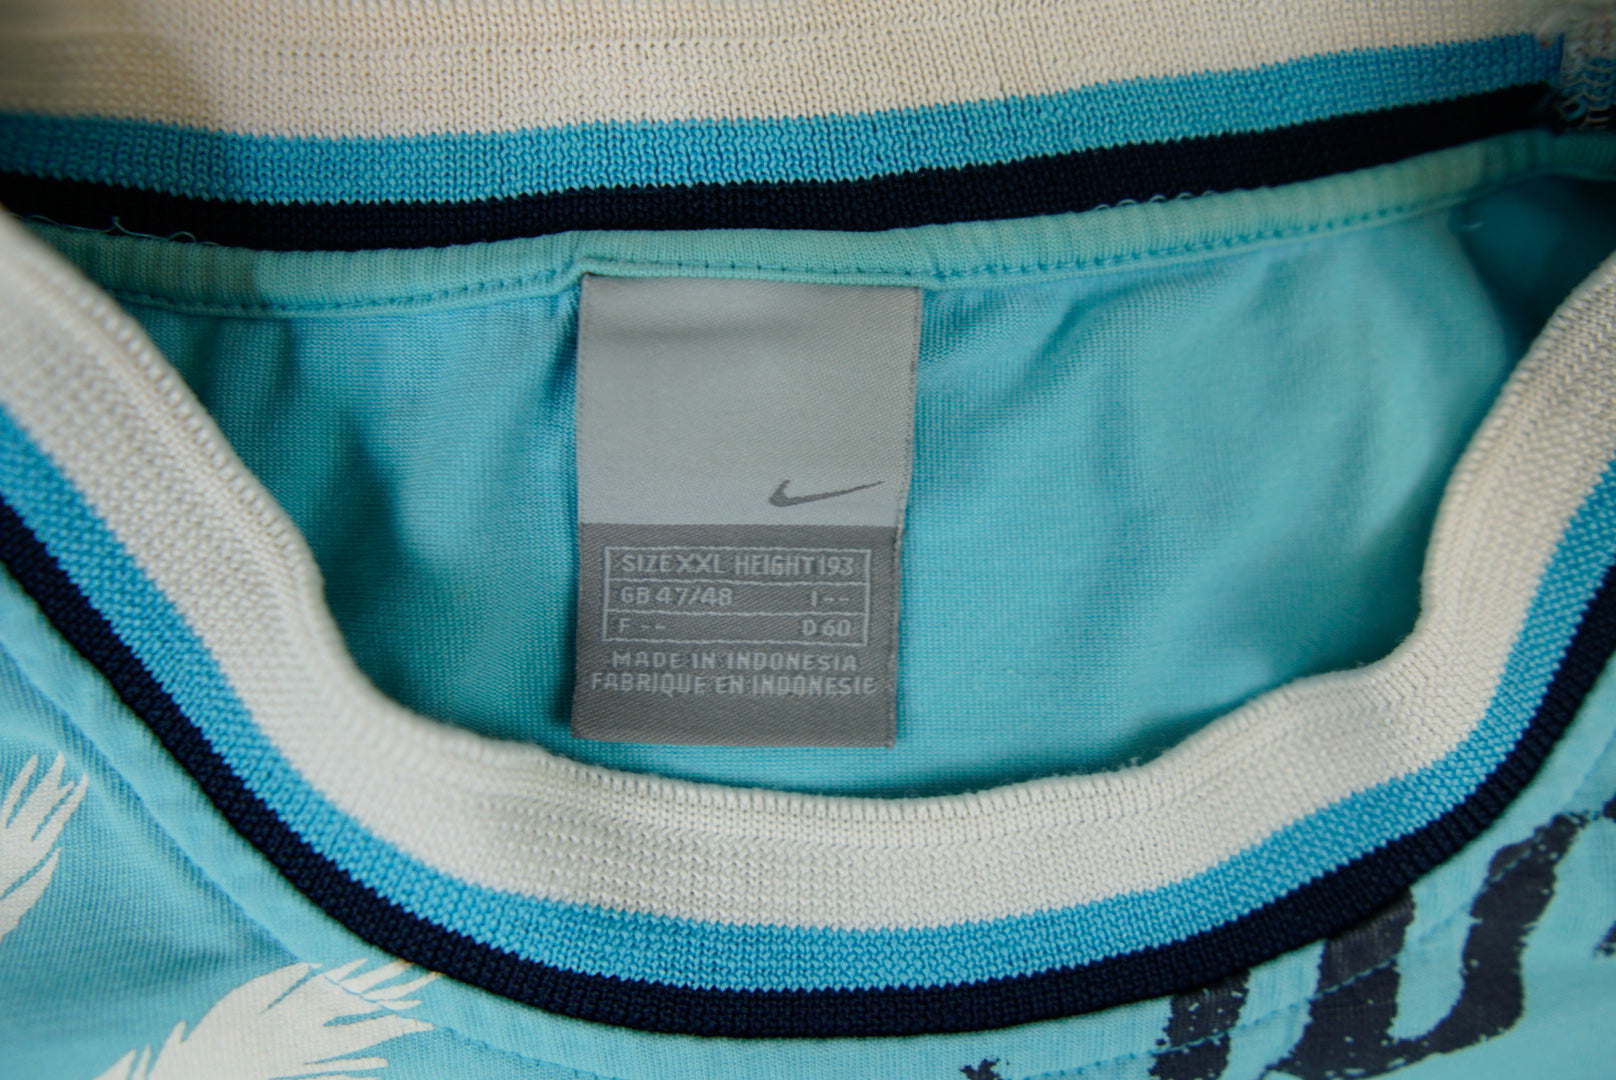 SIZE XXL HEIGHT 193
GB 47/48 I --
F -- D 60
MADE IN INDONESIA
FABRIQUE EN INDONESIE